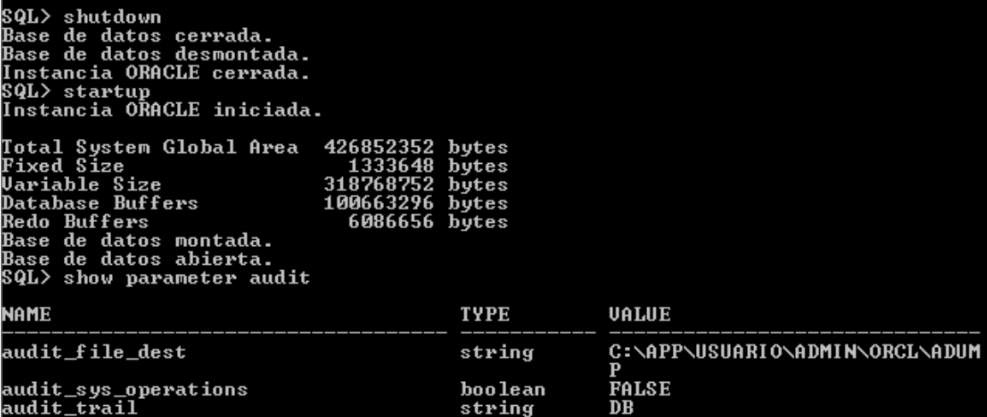 SQL> shutdown
Base de datos cerrada.
Base de datos desmontada.
Instancia ORACLE cerrada.
SQL> startup
Instancia ORACLE iniciada.
Total System Global Area  426852352 bytes
Fixed Size                  1333648 bytes
Variable Size             318768752 bytes
Database Buffers          100663296 bytes
Redo Buffers                6086656 bytes
Base de datos montada.
Base de datos abierta.
SQL> show parameter audit
NAME                                 TYPE        VALUE
------------------------------------ ----------- ------------------------------
audit_file_dest                      string      C:\APP\USUARIO\ADMIN\ORCL\ADUM
P
audit_sys_operations                 boolean     FALSE
audit_trail                          string      DB